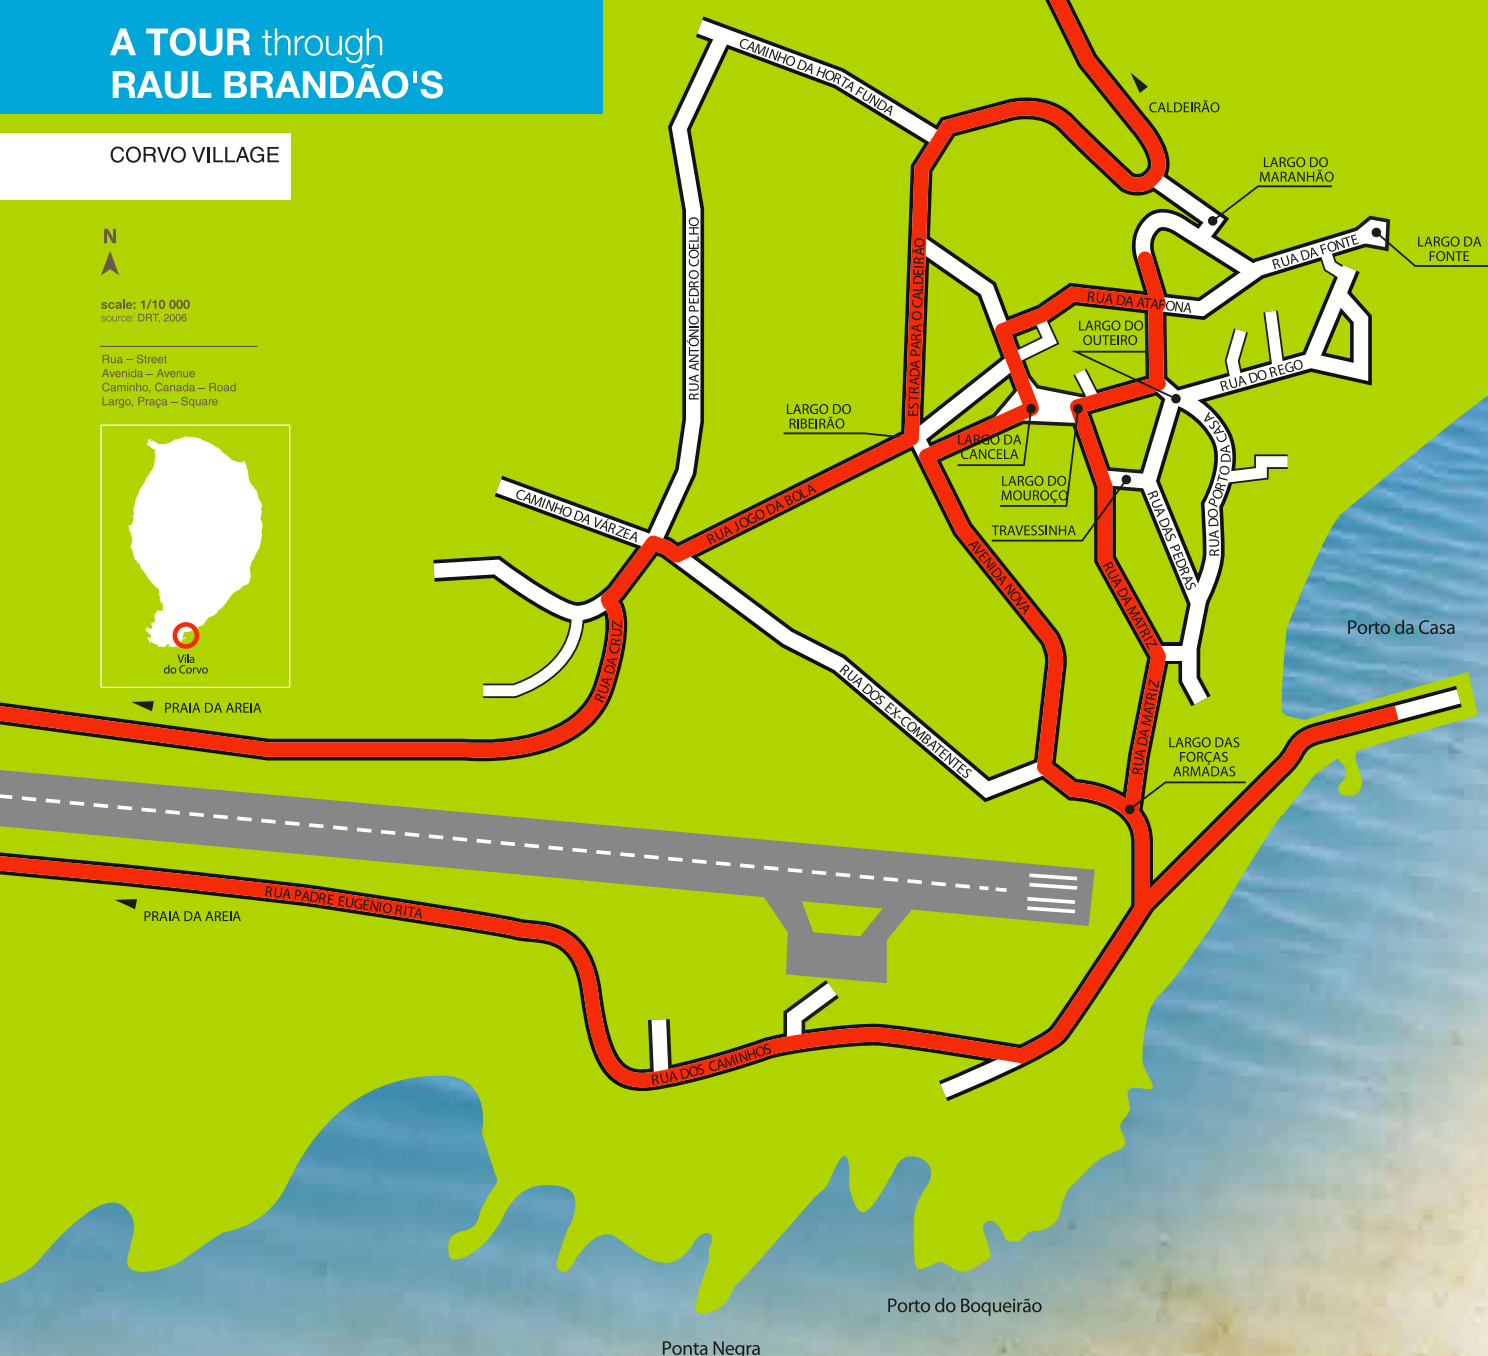 A TOUR through
RAUL BRANDÃO'S
CORVO VILLAGE
N
scale: 1/10 000
source: DRT, 2006
Rua – Street
Avenida – Avenue
Caminho, Canada – Road
Largo, Praça – Square
Vila
do Corvo
CAMINHO DA HORTA FUNDA
CALDEIRÃO
LARGO DO
MARANHÃO
LARGO DA
FONTE
RUA DA FONTE
RUA ANTÓNIO PEDRO COELHO
ESTRADA PARA O CALDEIRÃO
RUA DA ATAFONA
LARGO DO
OUTEIRO
RUA DO REGO
LARGO DO
RIBEIRÃO
LARGO DA
CANCELA
RUA DO PORTO DA CASA
LARGO DO
MOUROÇO
TRAVESSINHA
RUA DAS PEDRAS
CAMINHO DA VÁRZEA
RUA JOGO DA BOLA
AVENIDA NOVA
RUA DA MATRIZ
RUA DA CRUZ
Porto da Casa
RUA DOS EX-COMBATENTES
RUA DA MATRIZ
PRAIA DA AREIA
LARGO DAS
FORÇAS
ARMADAS
RUA PADRE EUGÉNIO RITA
PRAIA DA AREIA
RUA DOS CAMINHOS
Porto do Boqueirão
Ponta Negra